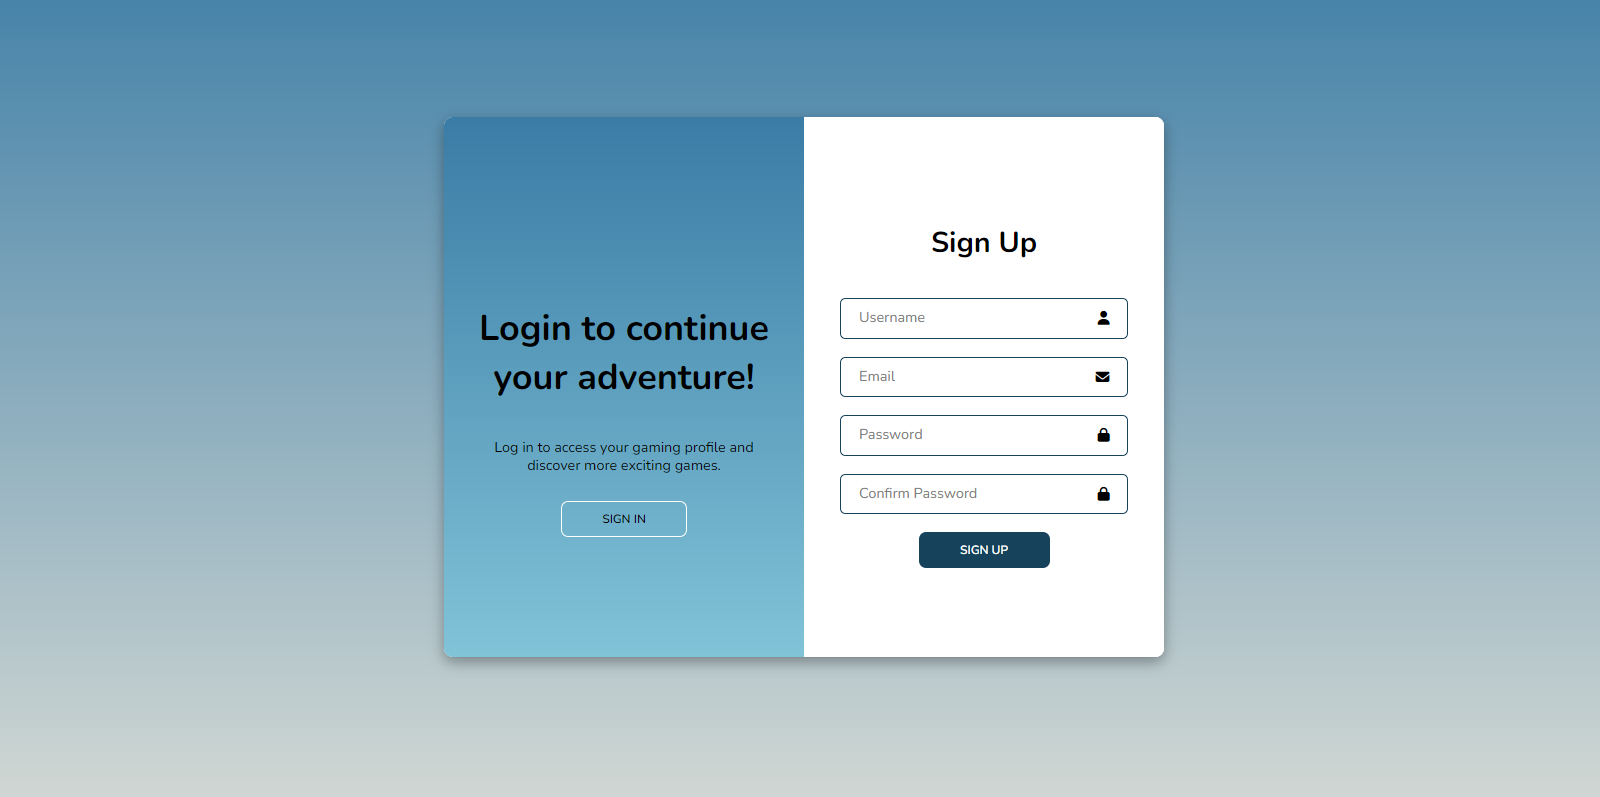 Login to continue
your adventure!
Log in to access your gaming profile and
discover more exciting games.
SIGN IN
Sign Up
Username
Email
Password
Confirm Password
SIGN UP